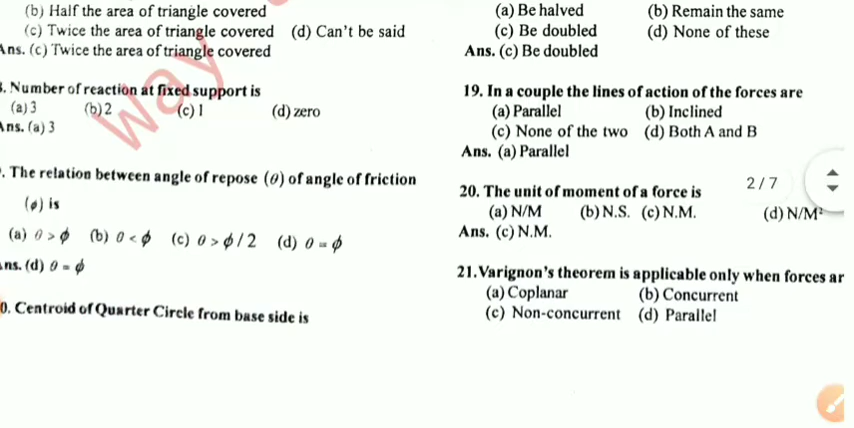 (b) Half the area of triangle covered
(c) Twice the area of triangle covered (d) Can't be said
Ans. (c) Twice the area of triangle covered
. Number of reaction at fixed support is
(a) 3 (b) 2 (c) 1 (d) zero
Ans. (a) 3
. The relation between angle of repose (θ) of angle of friction
(ϕ) is
(a) θ > ϕ (b) θ < ϕ (c) θ > ϕ / 2 (d) θ = ϕ
ns. (d) θ = ϕ
0. Centroid of Quarter Circle from base side is
way
(a) Be halved (b) Remain the same
(c) Be doubled (d) None of these
Ans. (c) Be doubled
19. In a couple the lines of action of the forces are
(a) Parallel (b) Inclined
(c) None of the two (d) Both A and B
Ans. (a) Parallel
20. The unit of moment of a force is
(a) N/M (b) N.S. (c) N.M. (d) N/M²
Ans. (c) N.M.
21. Varignon's theorem is applicable only when forces ar
(a) Coplanar (b) Concurrent
(c) Non-concurrent (d) Parallel
2 / 7